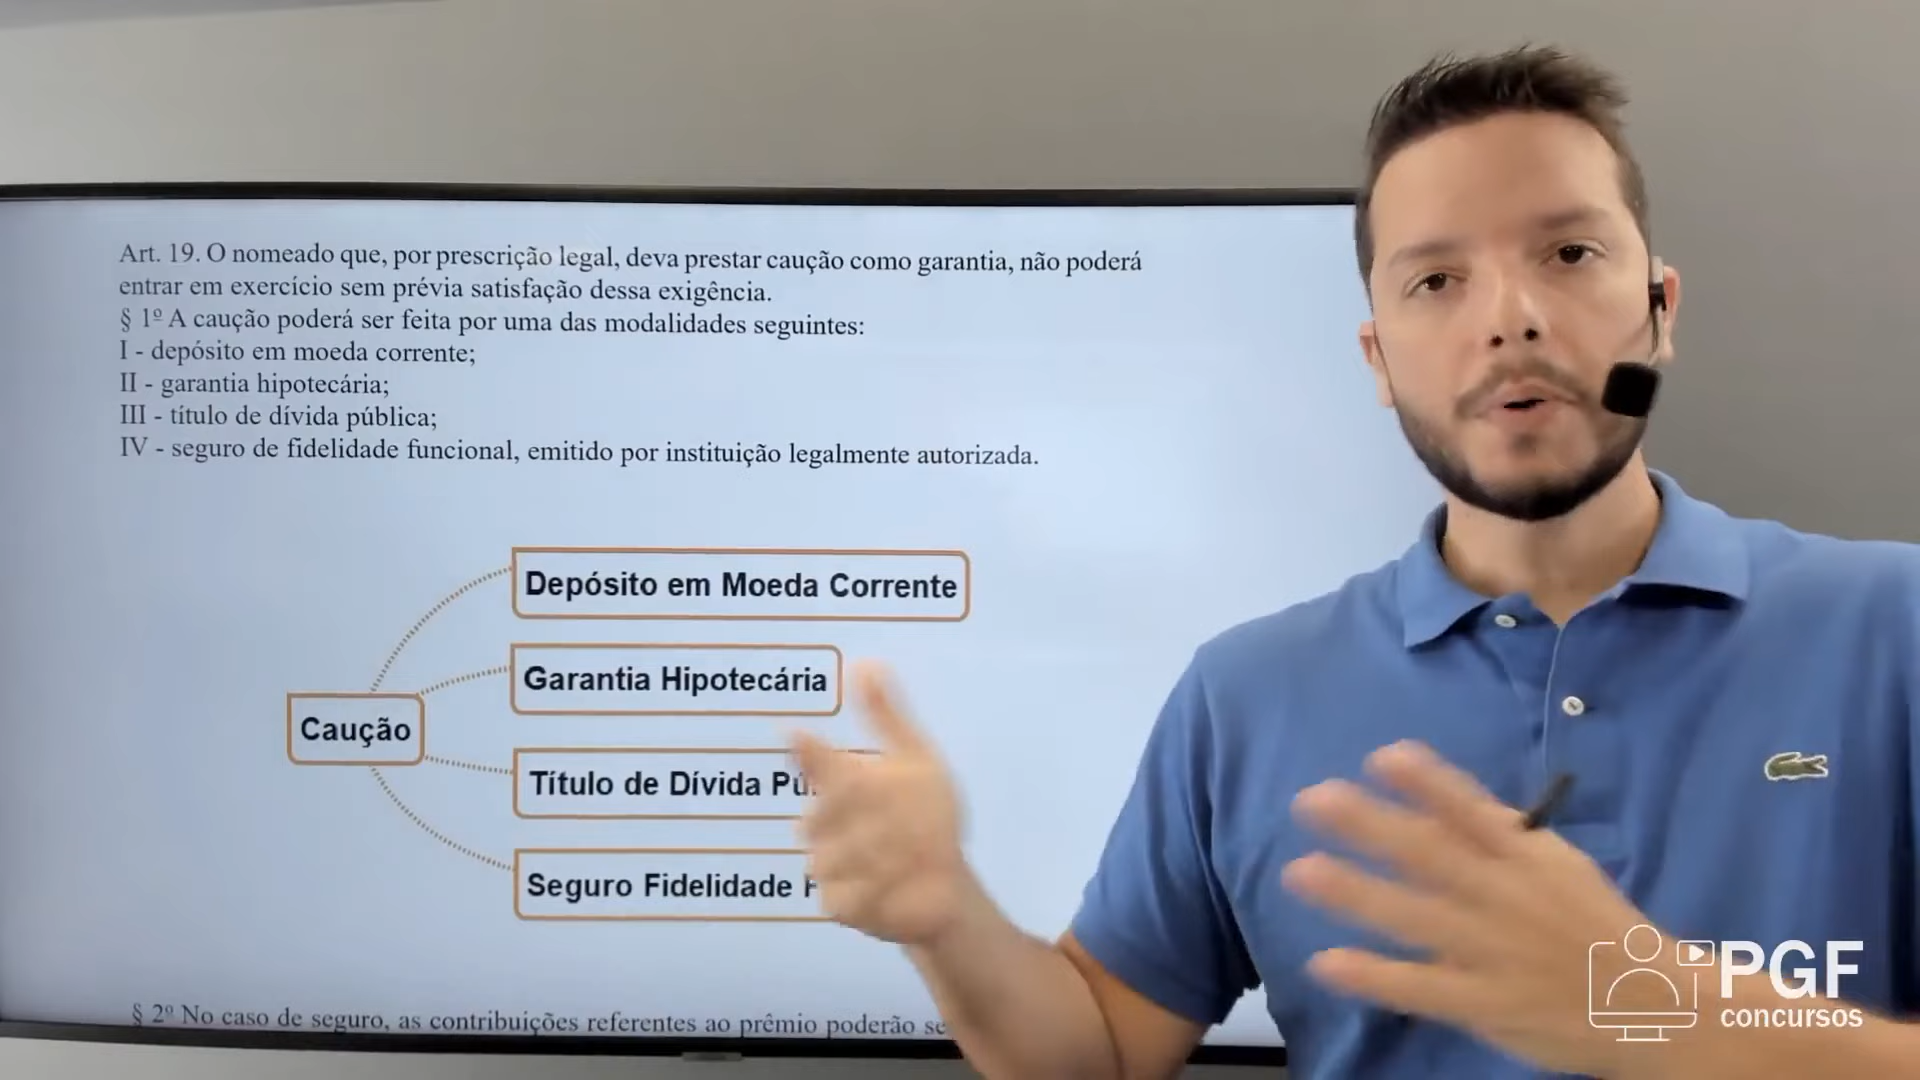 Art. 19. O nomeado que, por prescrição legal, deva prestar caução como garantia, não poderá
entrar em exercício sem prévia satisfação dessa exigência.
§ 1º A caução poderá ser feita por uma das modalidades seguintes:
I - depósito em moeda corrente;
II - garantia hipotecária;
III - título de dívida pública;
IV - seguro de fidelidade funcional, emitido por instituição legalmente autorizada.
Depósito em Moeda Corrente
Garantia Hipotecária
Caução
Título de Dívida
Seguro Fidelidade
§ 2º No caso de seguro, as contribuições referentes ao prêmio poderão
PGF
concursos